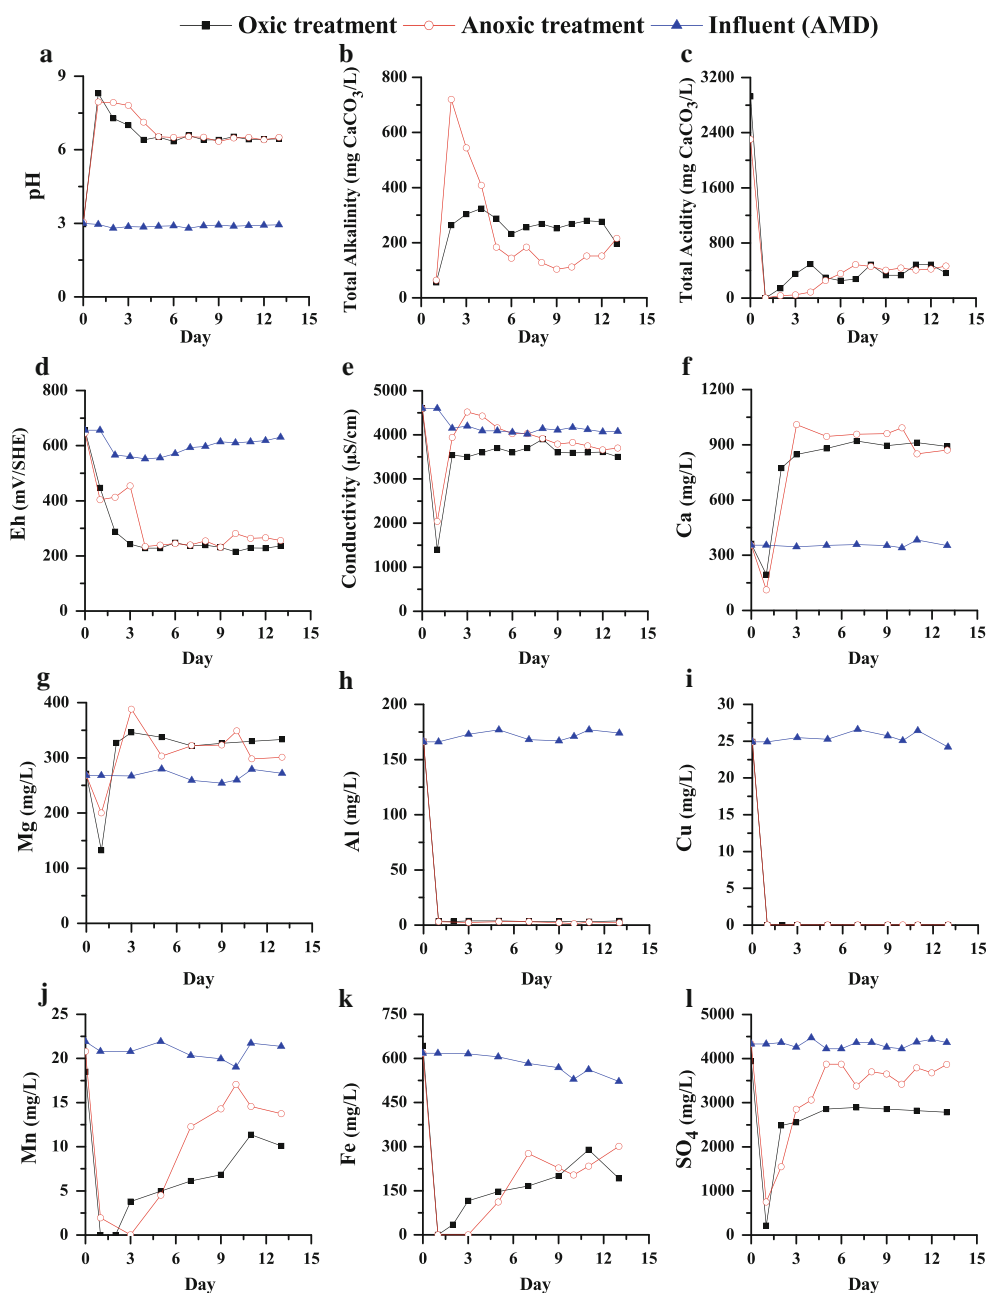 Oxic treatment Anoxic treatment Influent (AMD)
a b c
9 6 3 0
pH
0 3 6 9 12 15
Day
800 600 400 200 0
Total Alkalinity (mg CaCO3/L)
0 3 6 9 12 15
Day
3200 2400 1600 800 0
Total Acidity (mg CaCO3/L)
0 3 6 9 12 15
Day
d e f
800 600 400 200 0
Eh (mV/SHE)
0 3 6 9 12 15
Day
5000 4000 3000 2000 1000 0
Conductivity (µS/cm)
0 3 6 9 12 15
Day
1200 900 600 300 0
Ca (mg/L)
0 3 6 9 12 15
Day
g h i
400 300 200 100 0
Mg (mg/L)
0 3 6 9 12 15
Day
200 150 100 50 0
Al (mg/L)
0 3 6 9 12 15
Day
30 25 20 15 10 5 0
Cu (mg/L)
0 3 6 9 12 15
Day
j k l
25 20 15 10 5 0
Mn (mg/L)
0 3 6 9 12 15
Day
750 600 450 300 150 0
Fe (mg/L)
0 3 6 9 12 15
Day
5000 4000 3000 2000 1000 0
SO4 (mg/L)
0 3 6 9 12 15
Day